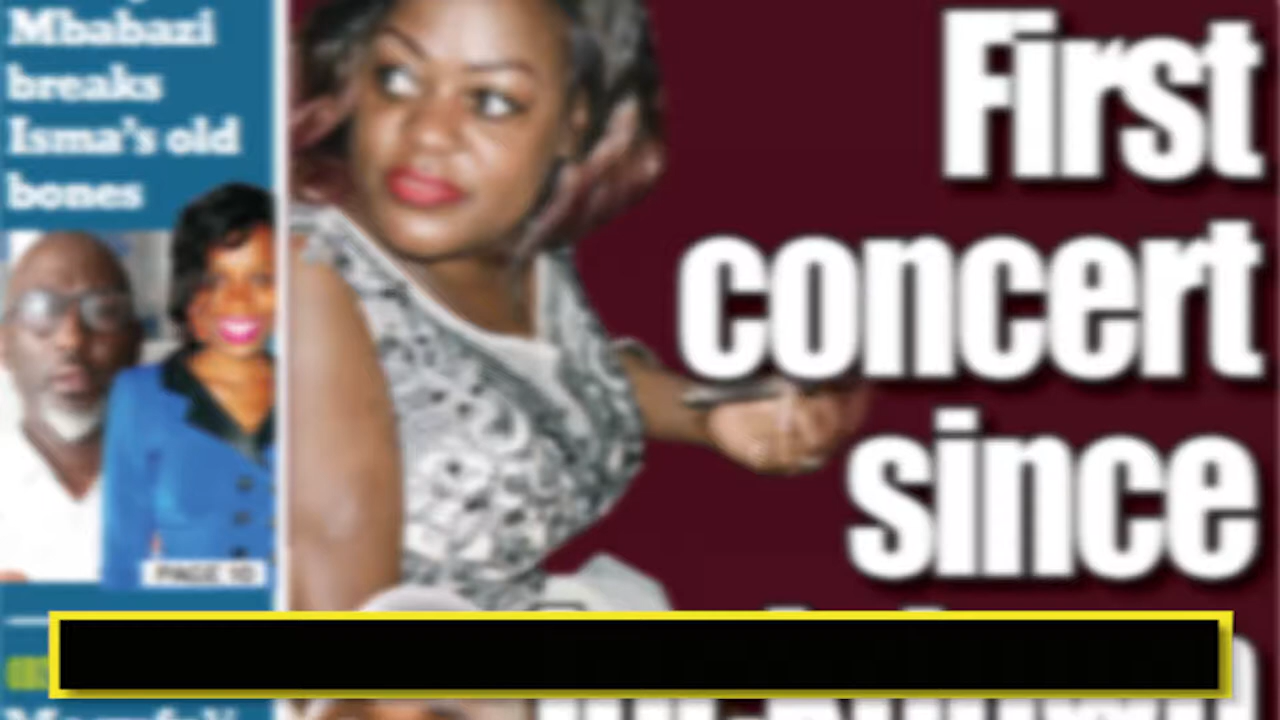 Mbabazi
breaks
Isma's old
bones
PAGE 10
First
concert
since